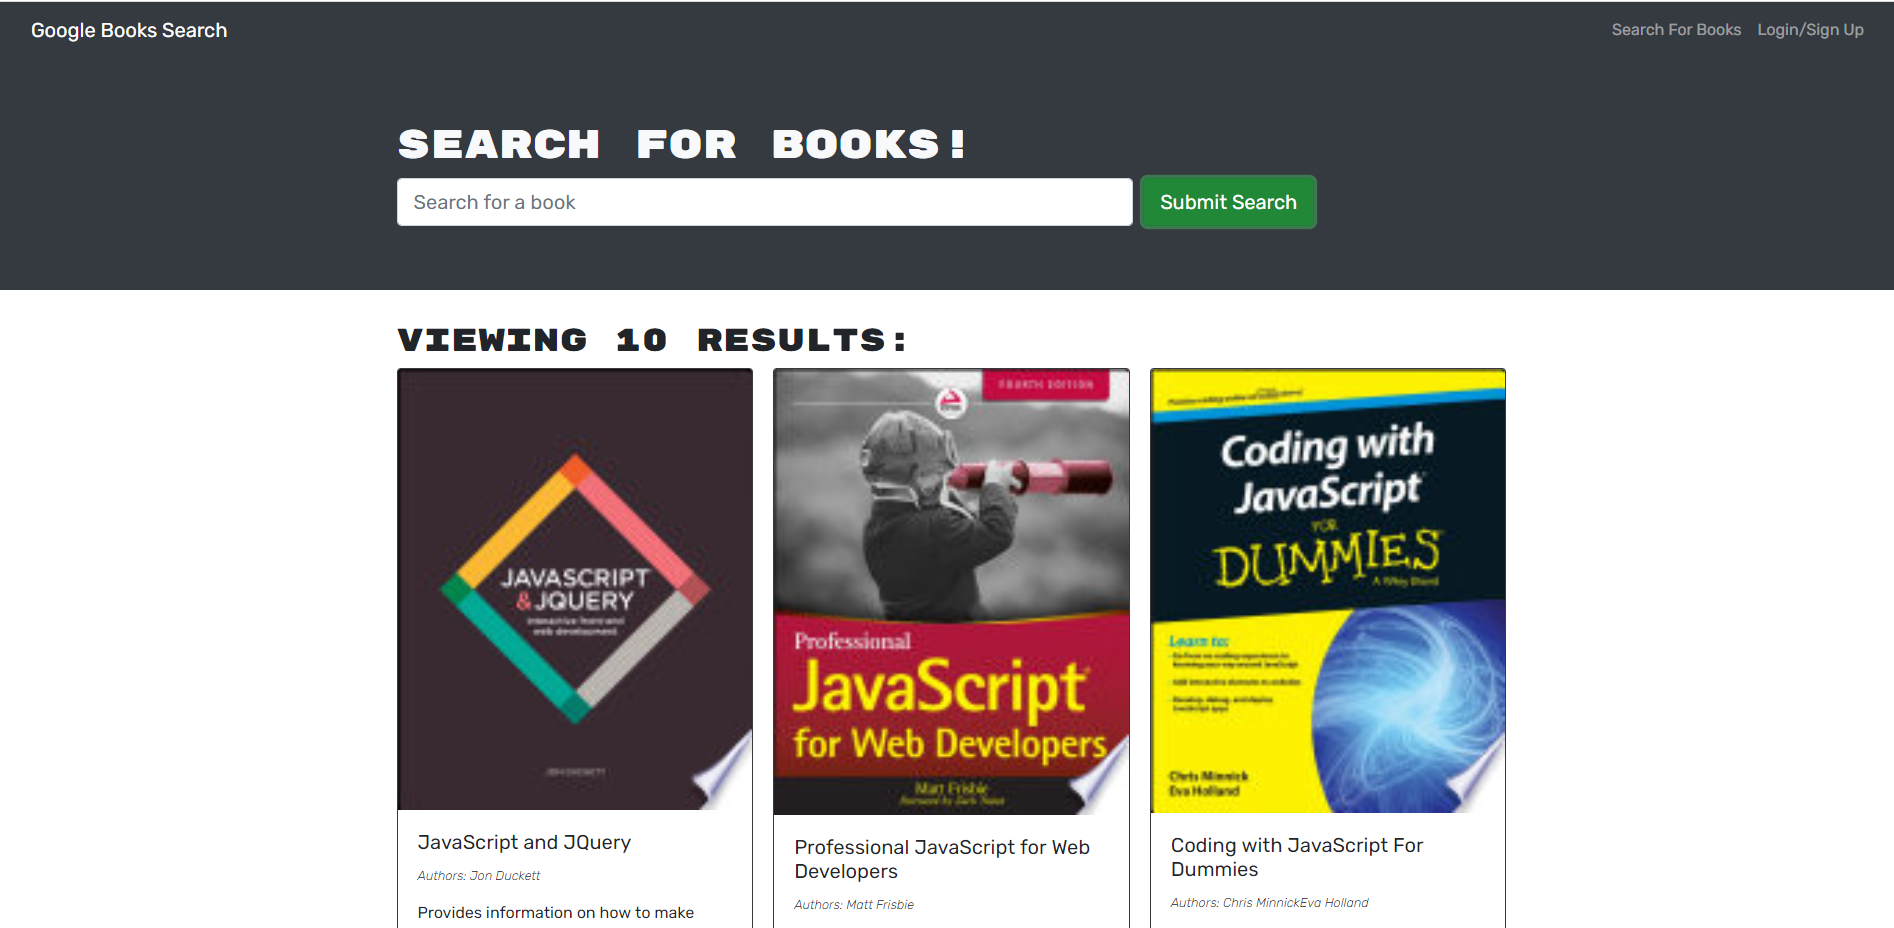 Google Books Search
Search For Books
Login/Sign Up
SEARCH FOR BOOKS!
Search for a book
Submit Search
VIEWING 10 RESULTS:
JAVASCRIPT
&JQUERY
interactive front-end
web development
JON DUCKETT
JavaScript and JQuery
Authors: Jon Duckett
Provides information on how to make
FOURTH EDITION
Professional
JavaScript
for Web Developers
Matt Frisbie
Professional JavaScript for Web
Developers
Authors: Matt Frisbie
Coding with
JavaScript
FOR
DUMMIES
A Wiley Brand
Learn to:
Chris Minnick
Eva Holland
Coding with JavaScript For
Dummies
Authors: Chris MinnickEva Holland